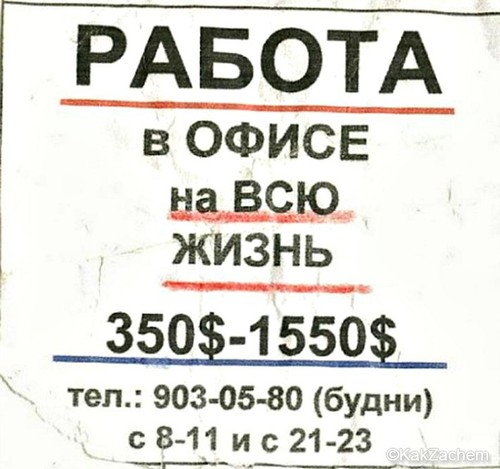 РАБОТА
в ОФИСЕ
на ВСЮ
ЖИЗНЬ
350$-1550$
тел.: 903-05-80 (будни)
с 8-11 и с 21-23
©KakZachem